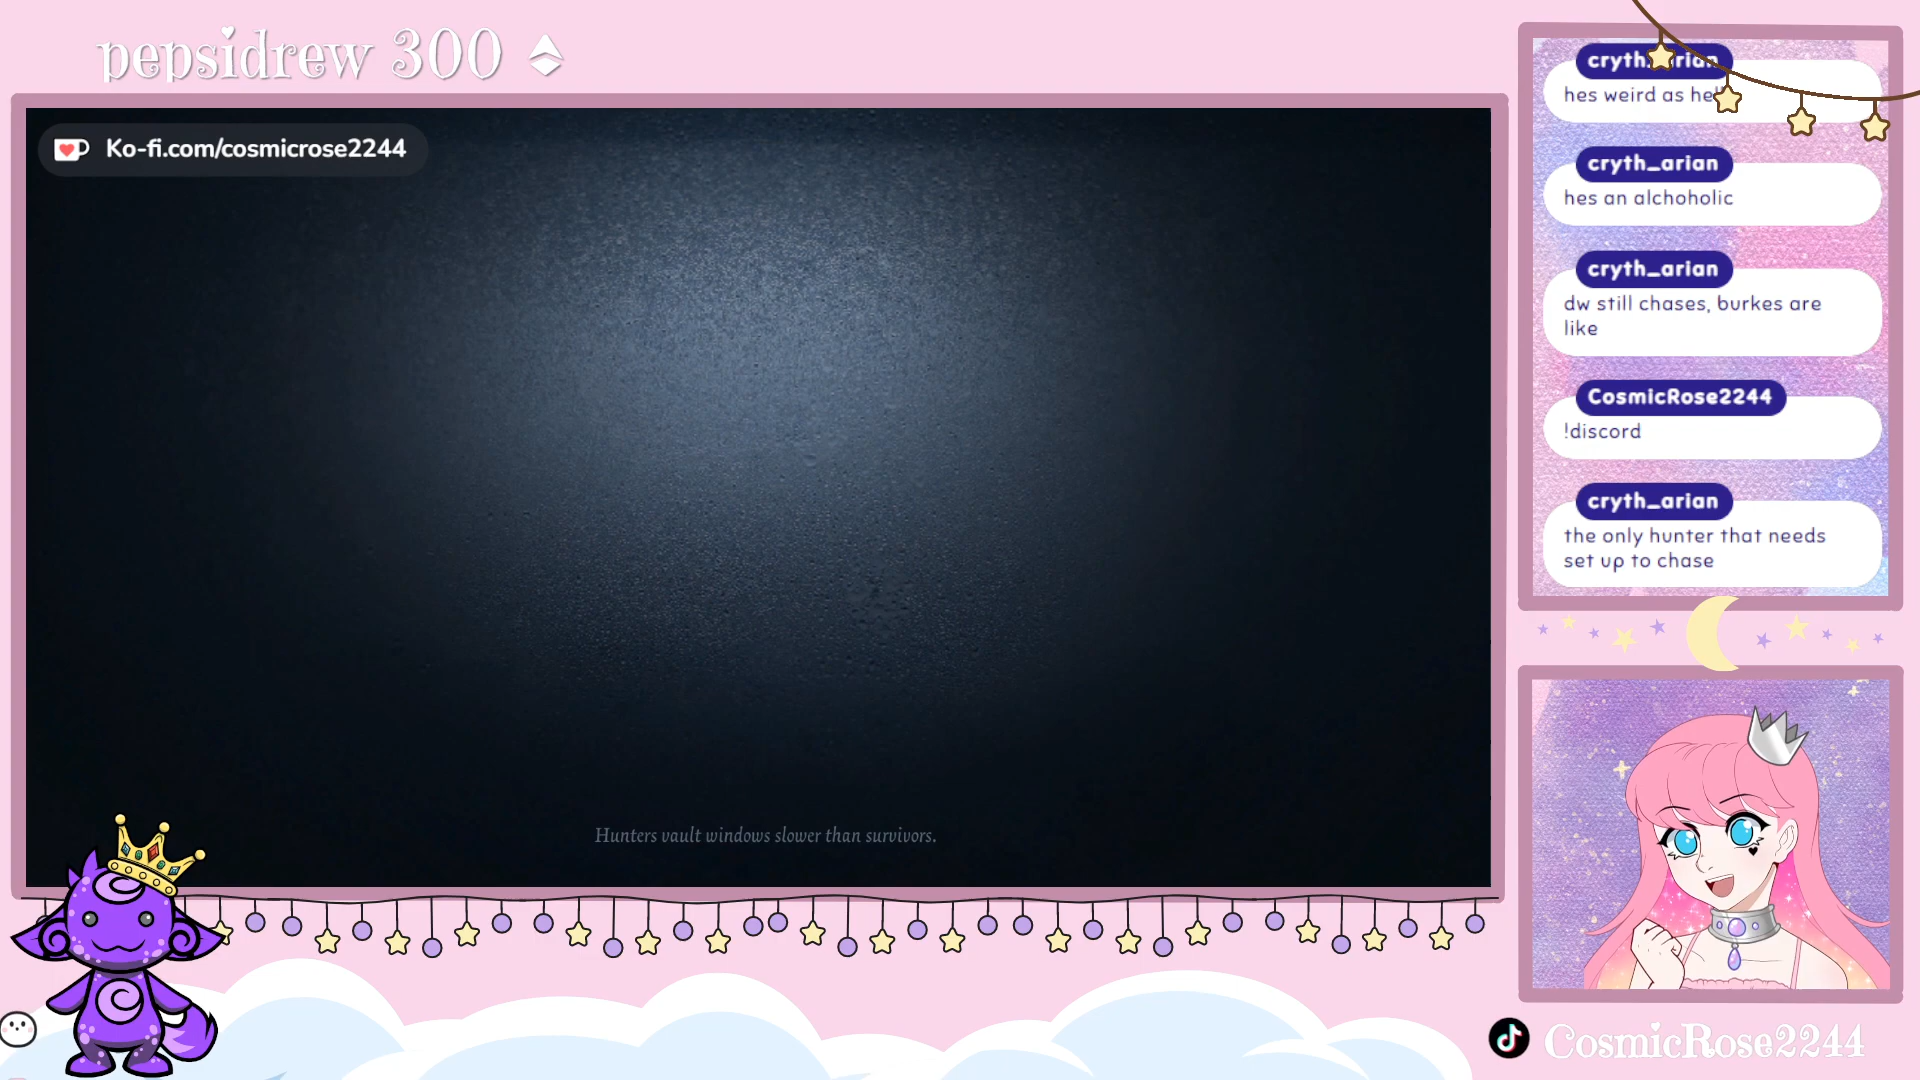 pepsidrew 300
Ko-fi.com/cosmicrose2244
Hunters vault windows slower than survivors.
cryth_arian
hes weird as hell
cryth_arian
hes an alchoholic
cryth_arian
dw still chases, burkes are
like
CosmicRose2244
!discord
cryth_arian
the only hunter that needs
set up to chase
CosmicRose2244